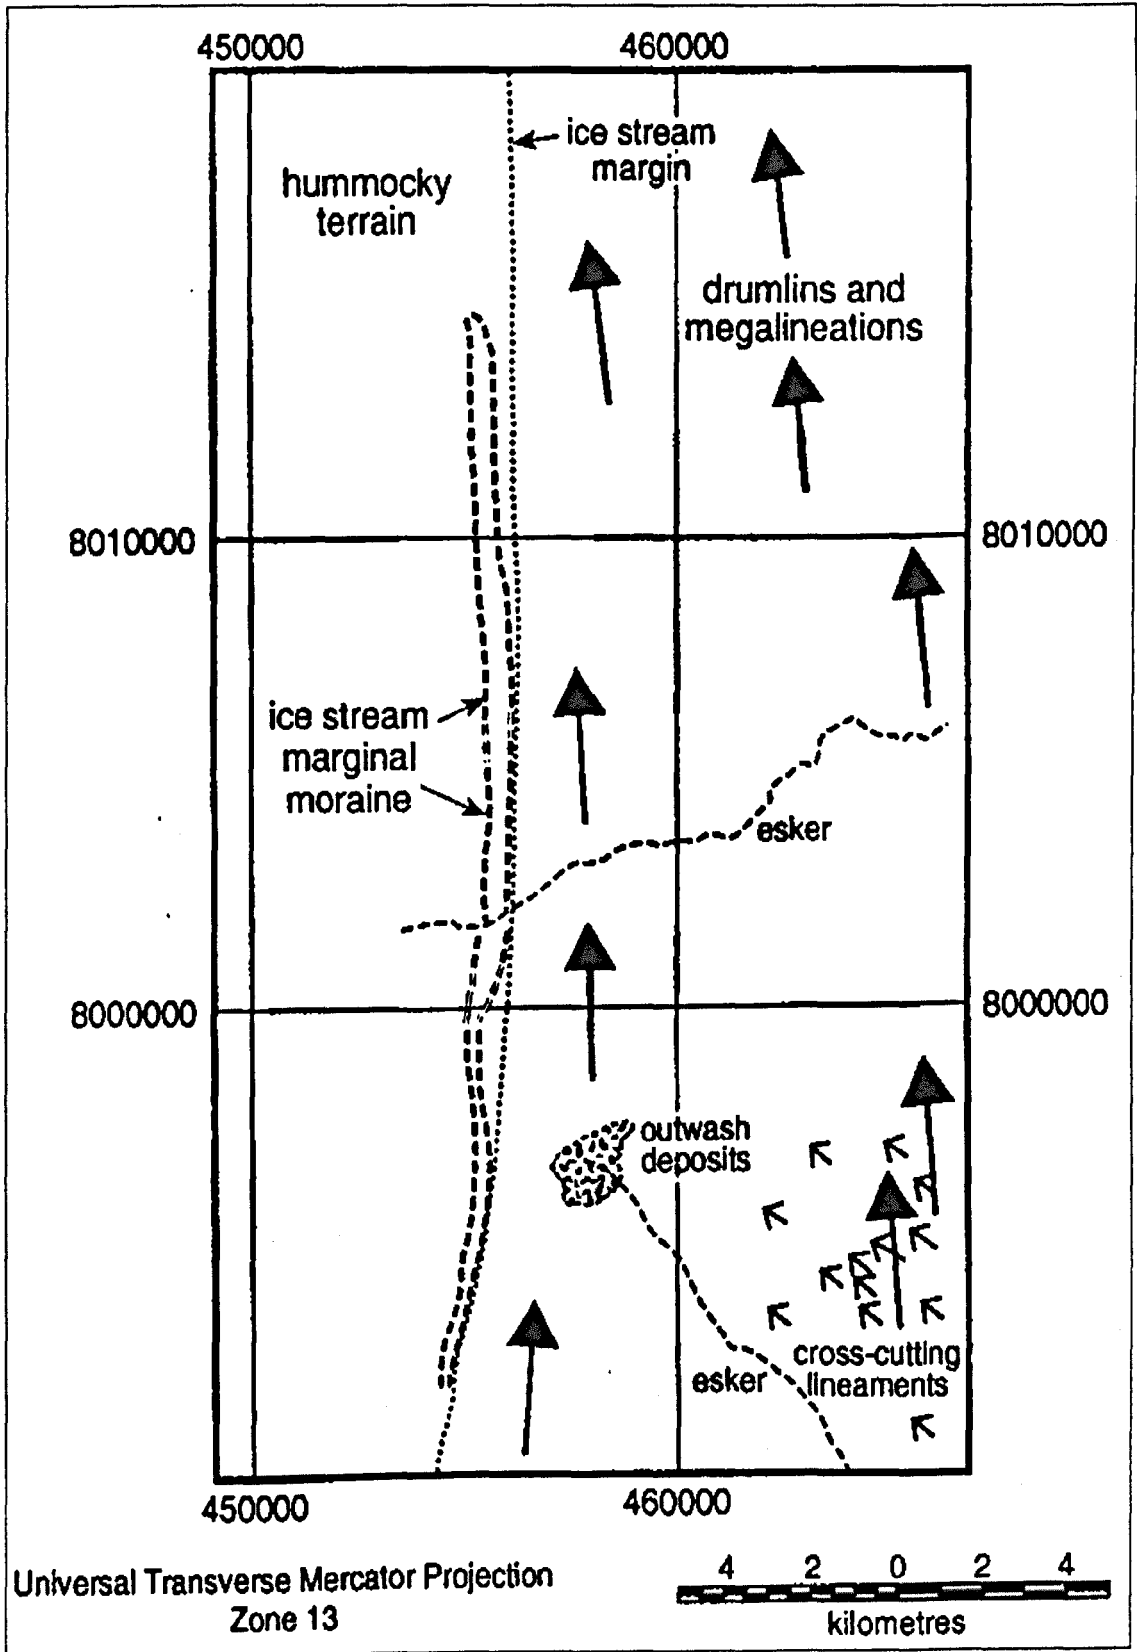 450000
460000
ice stream
margin
hummocky
terrain
drumlins and
megalineations
8010000
8010000
ice stream
marginal
moraine
esker
8000000
8000000
outwash
deposits
cross-cutting
lineaments
esker
450000
460000
Universal Transverse Mercator Projection
Zone 13
4 2 0 2 4
kilometres